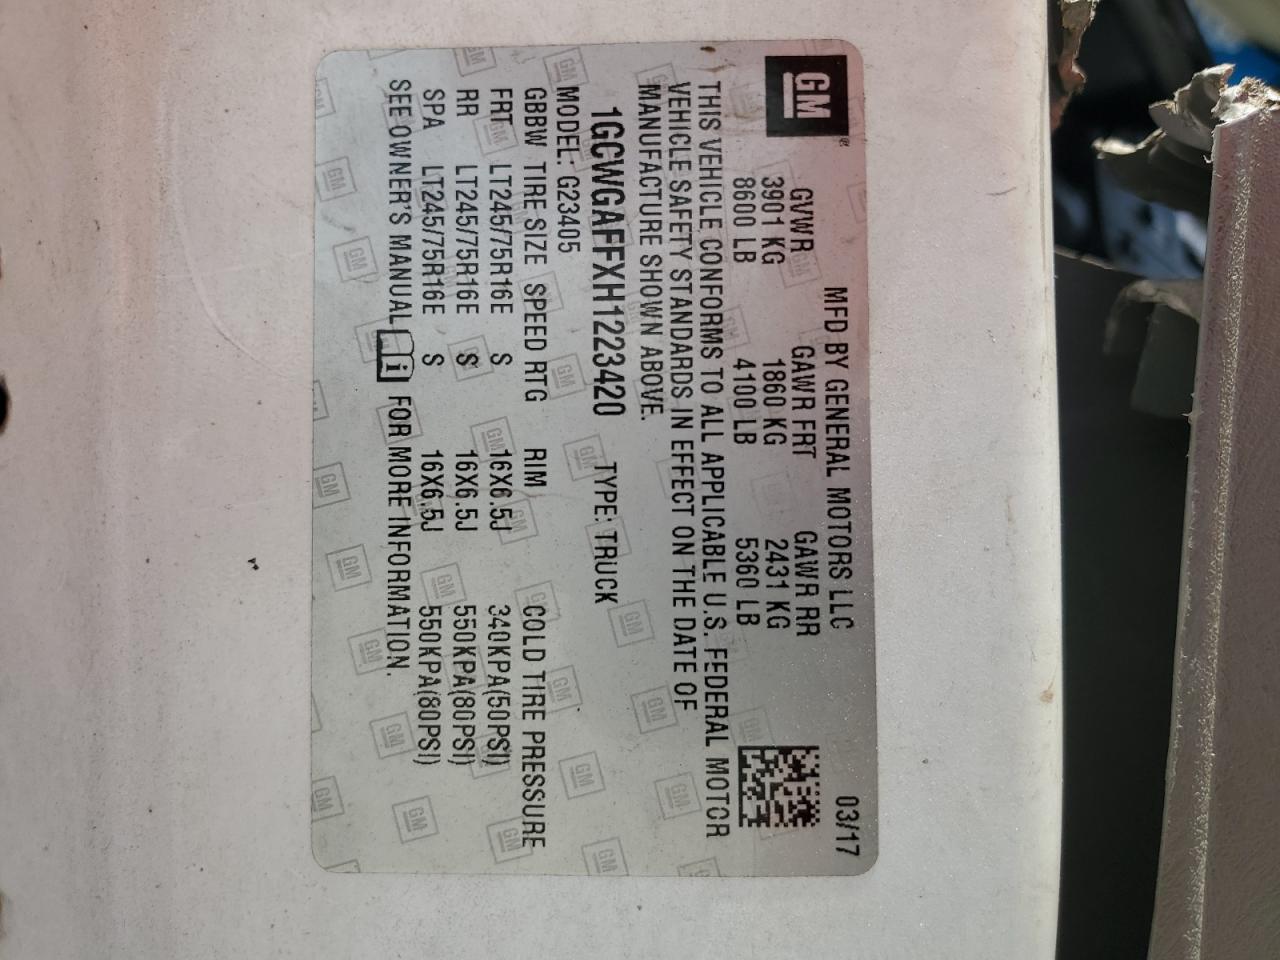 GM
MFD BY GENERAL MOTORS LLC 03/17
GVWR GAWR FRT GAWR RR
3901 KG 1860 KG 2431 KG
8600 LB 4100 LB 5360 LB
THIS VEHICLE CONFORMS TO ALL APPLICABLE U.S. FEDERAL MOTOR
VEHICLE SAFETY STANDARDS IN EFFECT ON THE DATE OF
MANUFACTURE SHOWN ABOVE.
1GCWGAFFXH1223420 TYPE: TRUCK
MODEL: G23405
GBBW TIRE SIZE SPEED RTG RIM COLD TIRE PRESSURE
FRT LT245/75R16E S 16X6.5J 340KPA(50PSI)
RR LT245/75R16E S 16X6.5J 550KPA(80PSI)
SPA LT245/75R16E S 16X6.5J 550KPA(80PSI)
SEE OWNER'S MANUAL i FOR MORE INFORMATION.